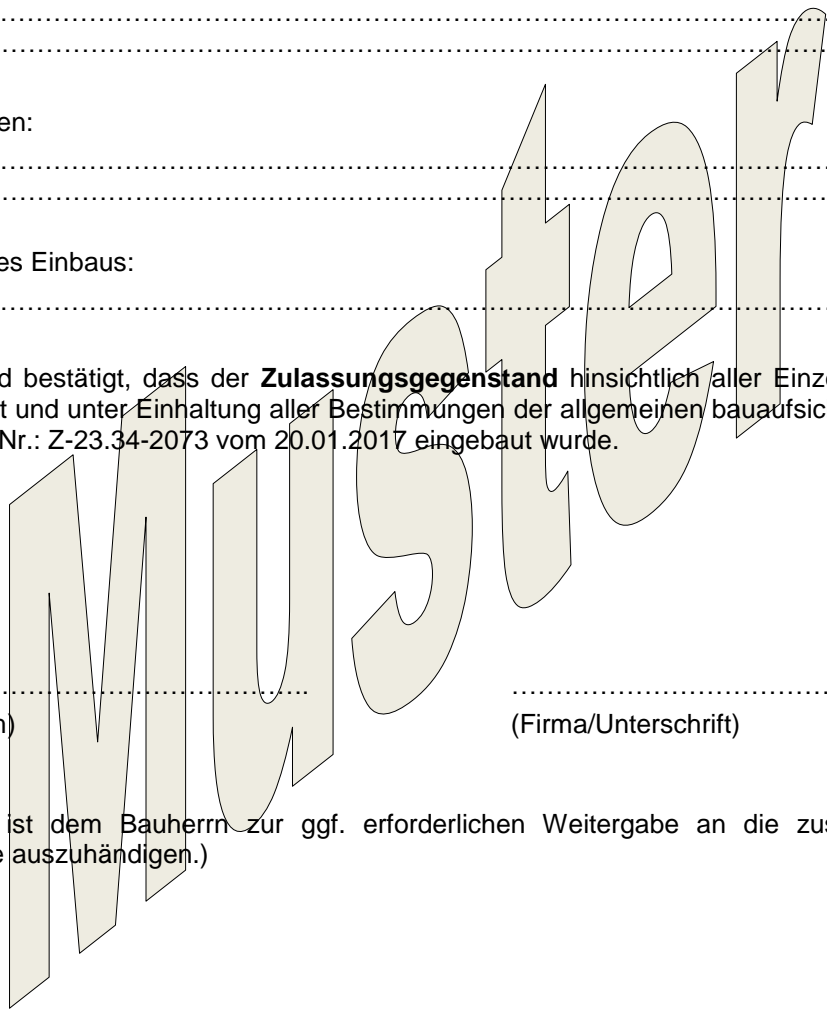 ……………………………………………………………………
……………………………………………………………………
en:
……………………………………………………………………
……………………………………………………………………
es Einbaus:
……………………………………………………………………
d bestätigt, dass der Zulassungsgegenstand hinsichtlich aller Einze
t und unter Einhaltung aller Bestimmungen der allgemeinen bauaufsic
Nr.: Z-23.34-2073 vom 20.01.2017 eingebaut wurde.
…………………………………….. …………………………………
n) (Firma/Unterschrift)
ist dem Bauherrn zur ggf. erforderlichen Weitergabe an die zus
e auszuhändigen.)
Muster